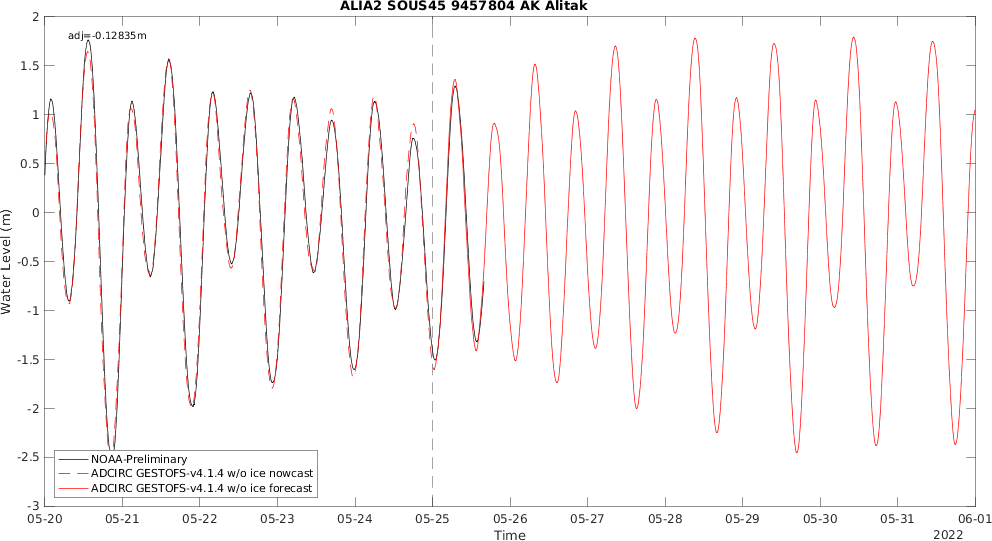 ALIA2 SOUS45 9457804 AK Alitak
adj=-0.12835m
2
1.5
1
0.5
0
-0.5
-1
-1.5
-2
-2.5
-3
Water Level (m)
NOAA-Preliminary
ADCIRC GESTOFS-v4.1.4 w/o ice nowcast
ADCIRC GESTOFS-v4.1.4 w/o ice forecast
05-20 05-21 05-22 05-23 05-24 05-25 05-26 05-27 05-28 05-29 05-30 05-31 06-01
Time
2022